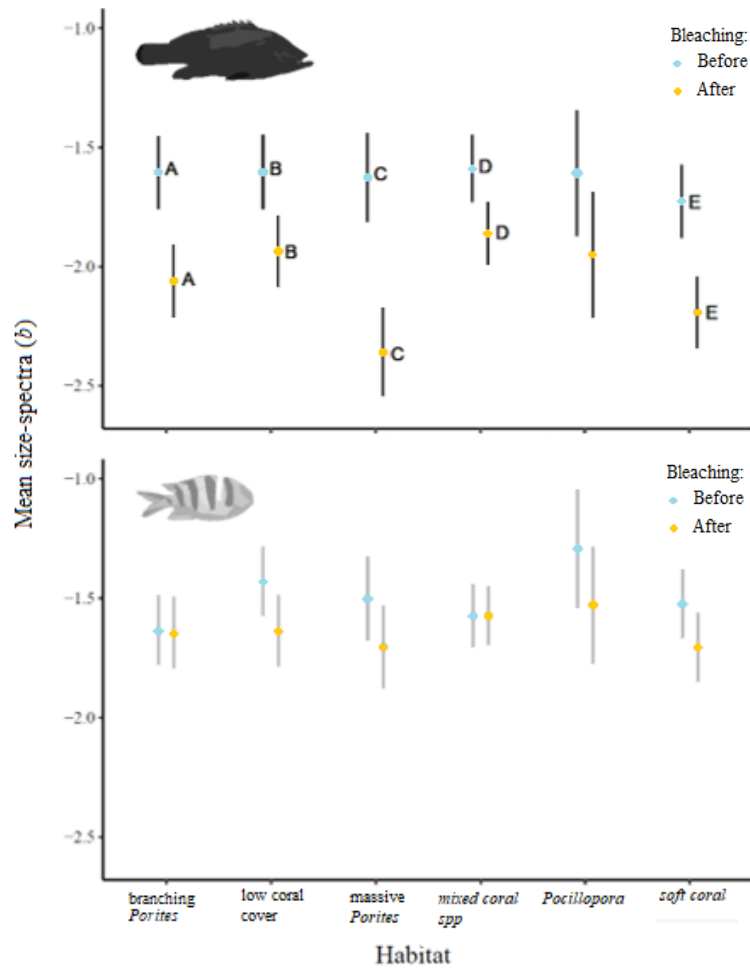 −1.0
Bleaching:
Before
After
−1.5
A
B
C
D
E
−2.0
A
B
C
D
E
−2.5
Mean size-spectra (b)
−1.0
Bleaching:
Before
After
−1.5
−2.0
−2.5
branching
Porites
low coral
cover
massive
Porites
mixed coral
spp
Pocillopora
soft coral
Habitat